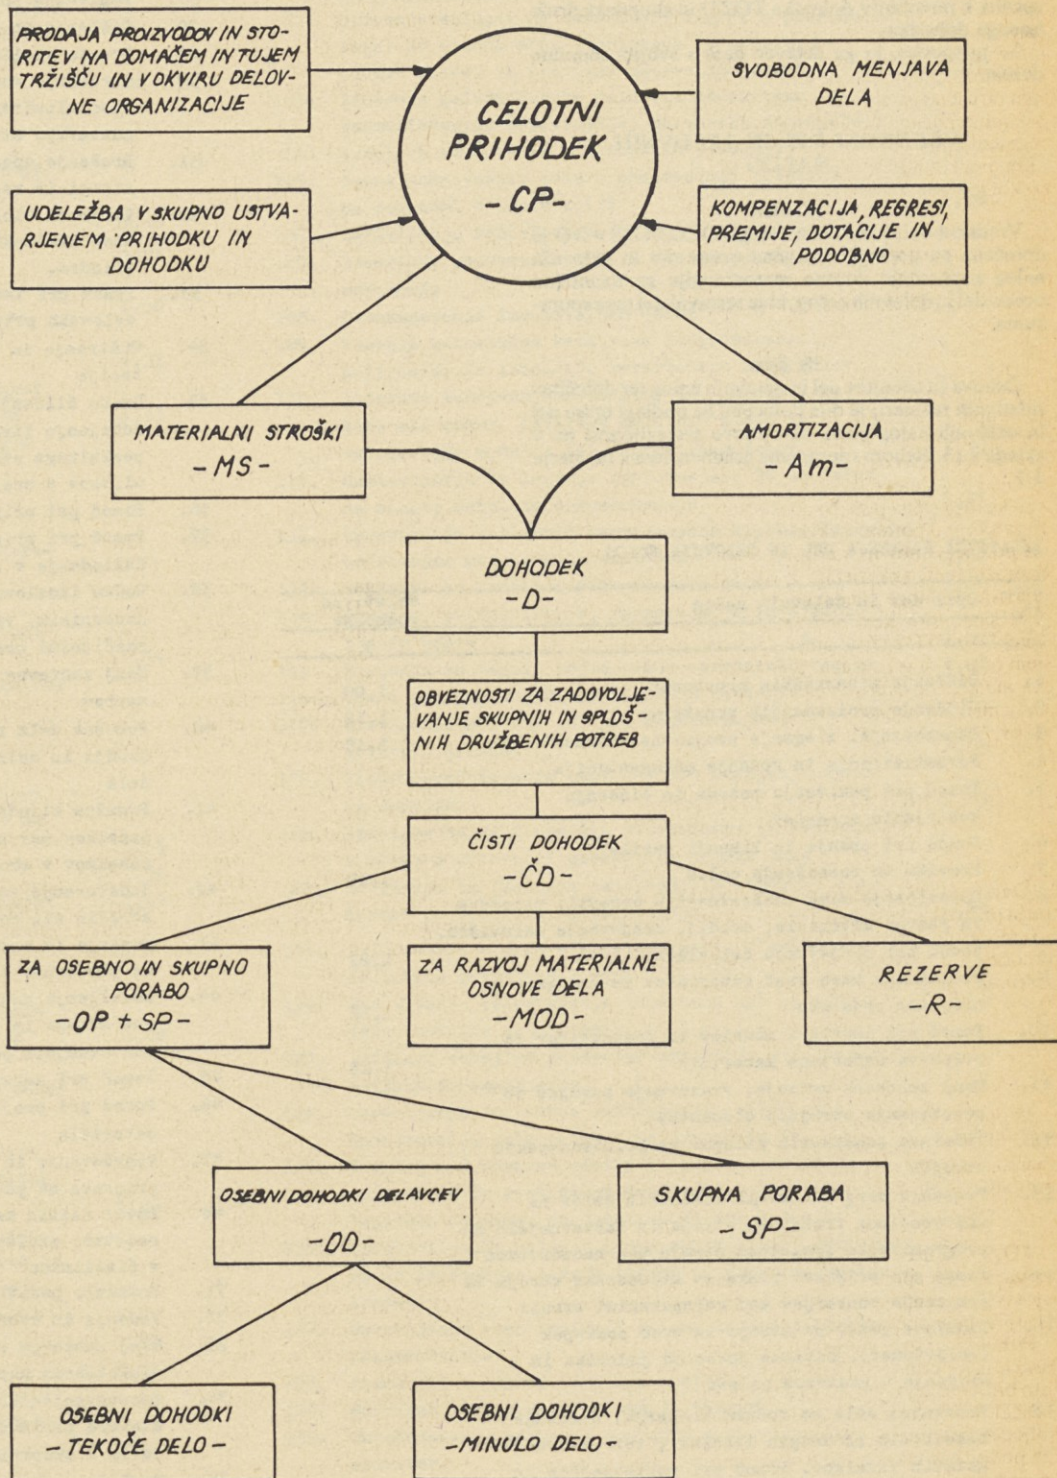 PRODAJA PROIZVODOV IN STO-
RITEV NA DOMAČEM IN TUJEM
TRŽIŠČU IN V OKVIRU DELOV-
NE ORGANIZACIJE
CELOTNI
PRIHODEK
- CP -
SVOBODNA MENJAVA
DELA
UDELEŽBA V SKUPNO USTVA-
RJENEM PRIHODKU IN
DOHODKU
KOMPENZACIJA, REGRESI,
PREMIJE, DOTACIJE IN
PODOBNO
MATERIALNI STROŠKI
- MS -
AMORTIZACIJA
- Am -
DOHODEK
- D -
OBVEZNOSTI ZA ZADOVOLJE-
VANJE SKUPNIH IN SPLOŠ-
NIH DRUŽBENIH POTREB
ČISTI DOHODEK
- ČD -
ZA OSEBNO IN SKUPNO
PORABO
- OP + SP -
ZA RAZVOJ MATERIALNE
OSNOVE DELA
- MOD -
REZERVE
- R -
OSEBNI DOHODKI DELAVCEV
- OD -
SKUPNA PORABA
- SP -
OSEBNI DOHODKI
- TEKOČE DELO -
OSEBNI DOHODKI
- MINULO DELO -